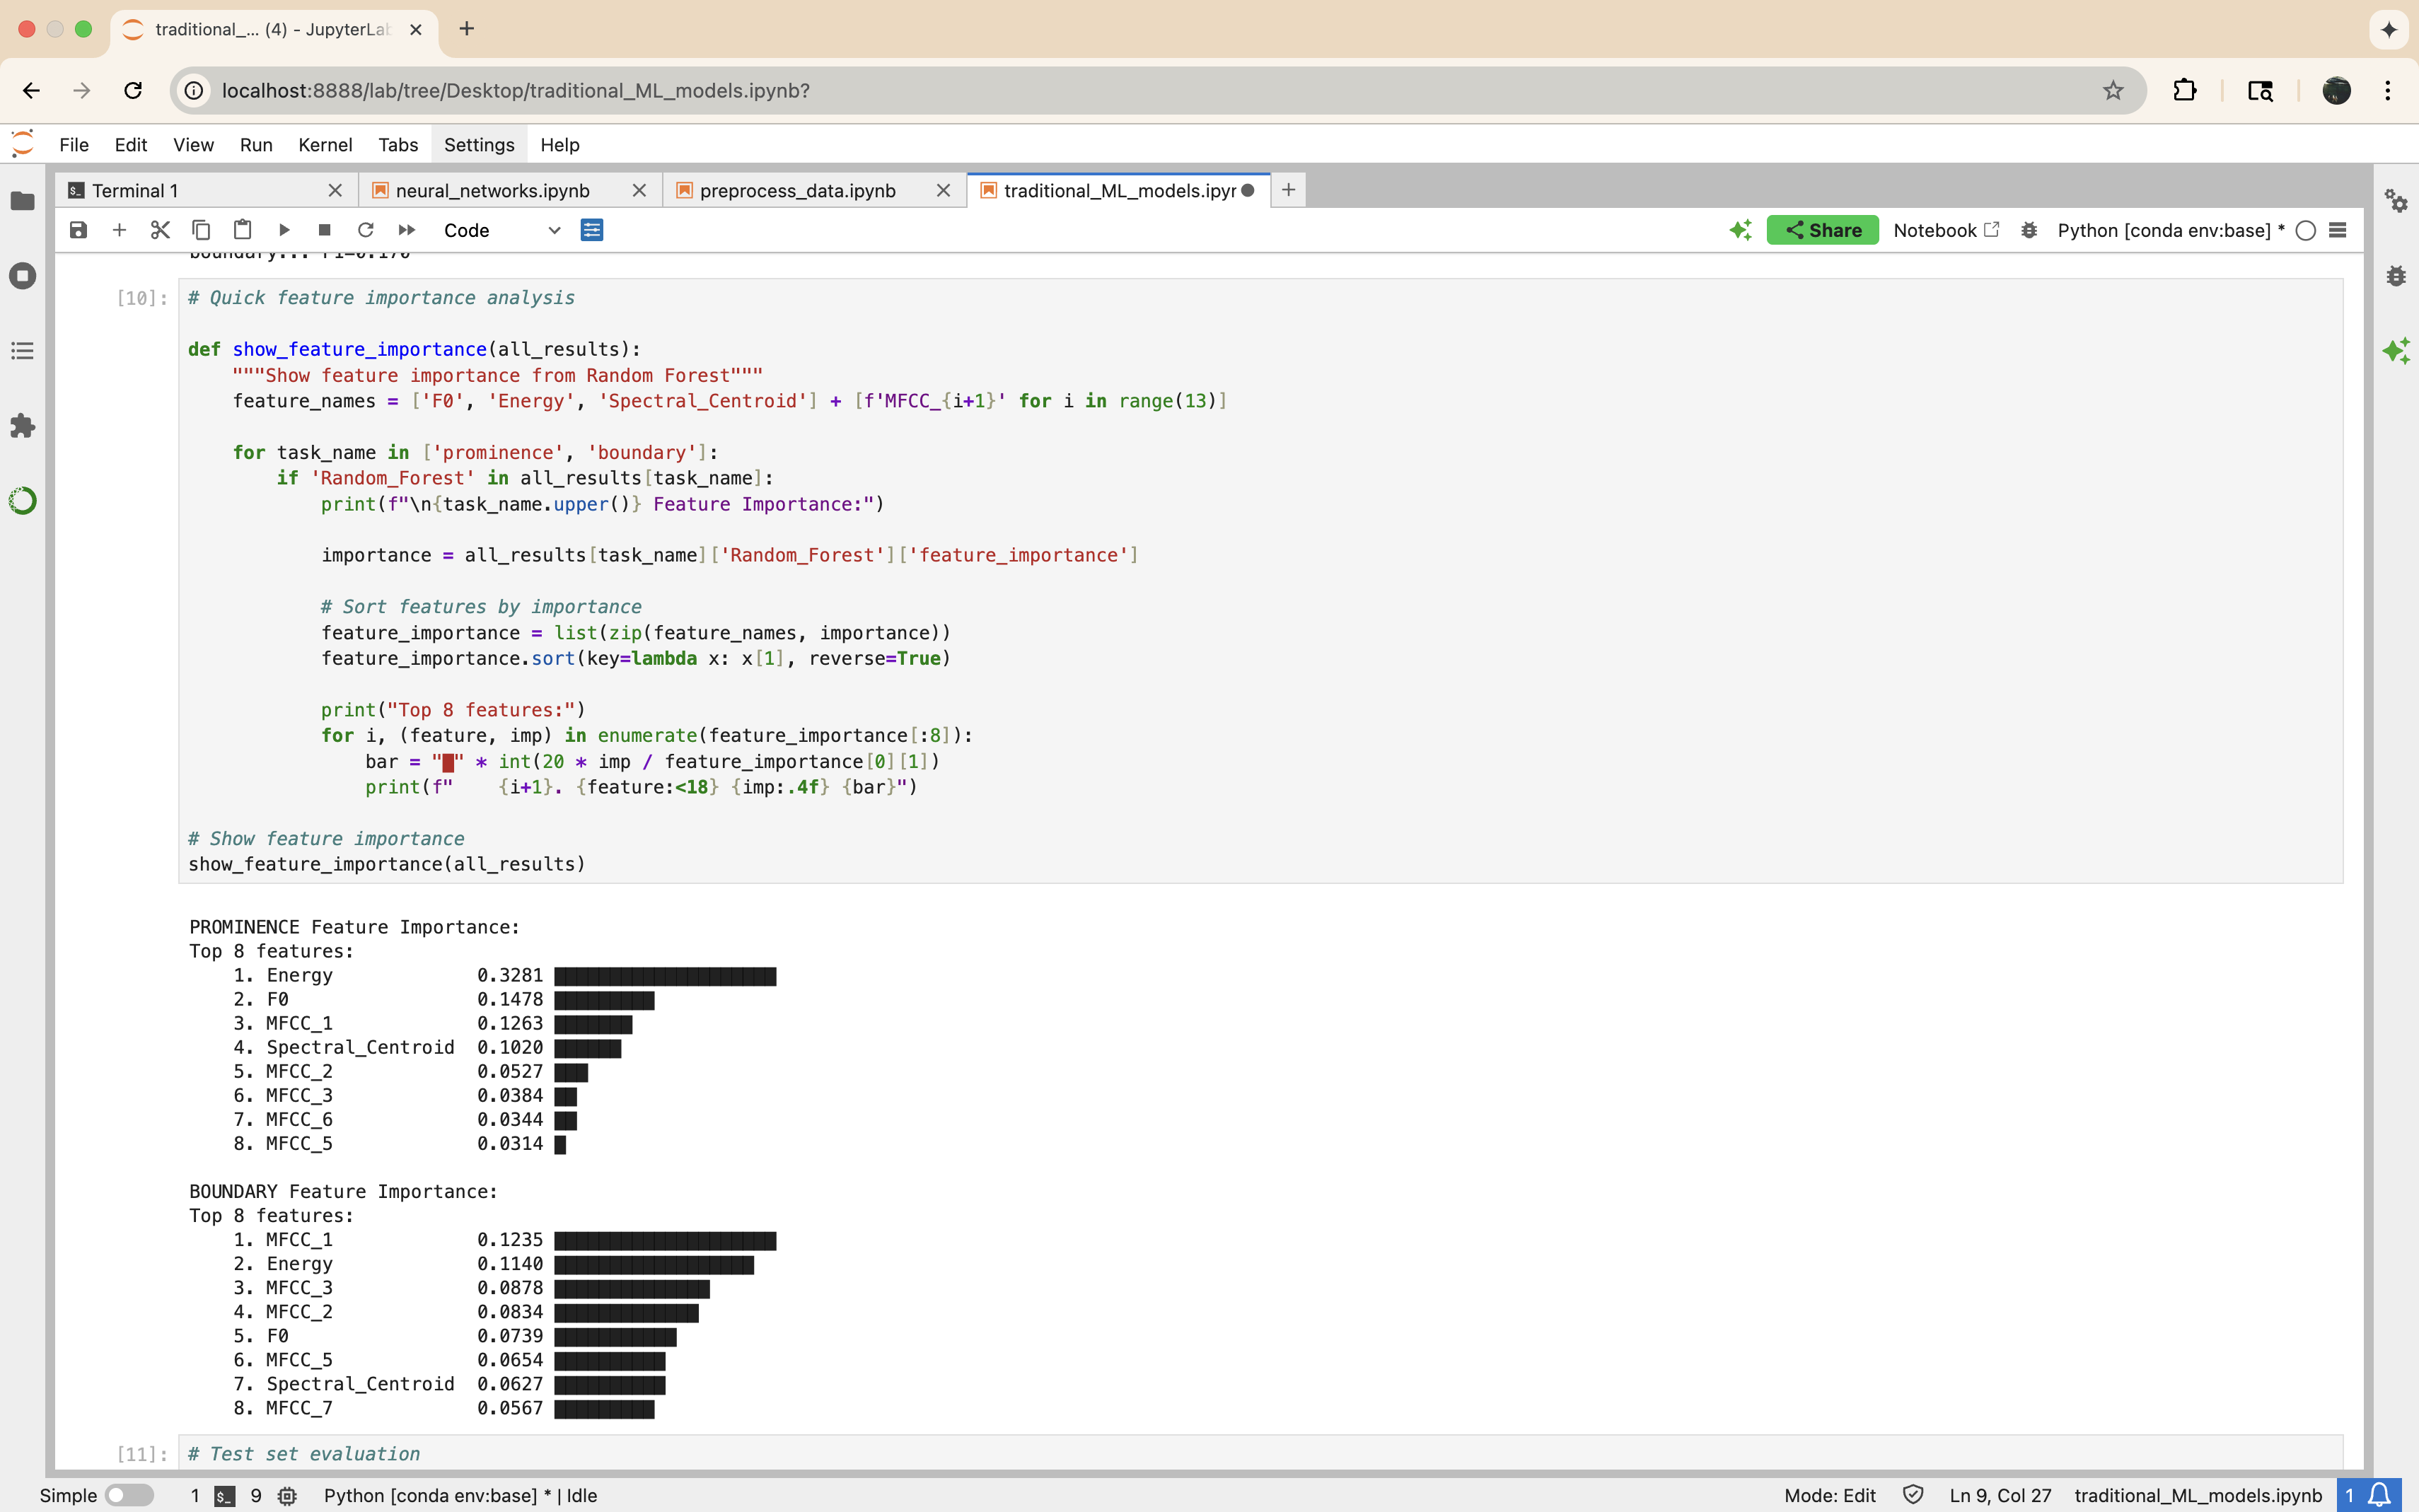 traditional_... (4) - JupyterLab
localhost:8888/lab/tree/Desktop/traditional_ML_models.ipynb?
File Edit View Run Kernel Tabs Settings Help
Terminal 1 neural_networks.ipynb preprocess_data.ipynb traditional_ML_models.ipyr
Code Share Notebook Python [conda env:base] *
boundary... F1=0.170
[10]: # Quick feature importance analysis
def show_feature_importance(all_results):
"""Show feature importance from Random Forest"""
feature_names = ['F0', 'Energy', 'Spectral_Centroid'] + [f'MFCC_{i+1}' for i in range(13)]
for task_name in ['prominence', 'boundary']:
if 'Random_Forest' in all_results[task_name]:
print(f"\n{task_name.upper()} Feature Importance:")
importance = all_results[task_name]['Random_Forest']['feature_importance']
# Sort features by importance
feature_importance = list(zip(feature_names, importance))
feature_importance.sort(key=lambda x: x[1], reverse=True)
print("Top 8 features:")
for i, (feature, imp) in enumerate(feature_importance[:8]):
bar = "█" * int(20 * imp / feature_importance[0][1])
print(f"    {i+1}. {feature:<18} {imp:.4f} {bar}")
# Show feature importance
show_feature_importance(all_results)
PROMINENCE Feature Importance:
Top 8 features:
1. Energy 0.3281 ████████████████████
2. F0 0.1478 █████████
3. MFCC_1 0.1263 ███████
4. Spectral_Centroid 0.1020 ██████
5. MFCC_2 0.0527 ███
6. MFCC_3 0.0384 ██
7. MFCC_6 0.0344 ██
8. MFCC_5 0.0314 █
BOUNDARY Feature Importance:
Top 8 features:
1. MFCC_1 0.1235 ████████████████████
2. Energy 0.1140 ██████████████████
3. MFCC_3 0.0878 ██████████████
4. MFCC_2 0.0834 █████████████
5. F0 0.0739 ███████████
6. MFCC_5 0.0654 ██████████
7. Spectral_Centroid 0.0627 ██████████
8. MFCC_7 0.0567 █████████
[11]: # Test set evaluation
Simple 1 $_ 9 Python [conda env:base] * | Idle Mode: Edit Ln 9, Col 27 traditional_ML_models.ipynb 1